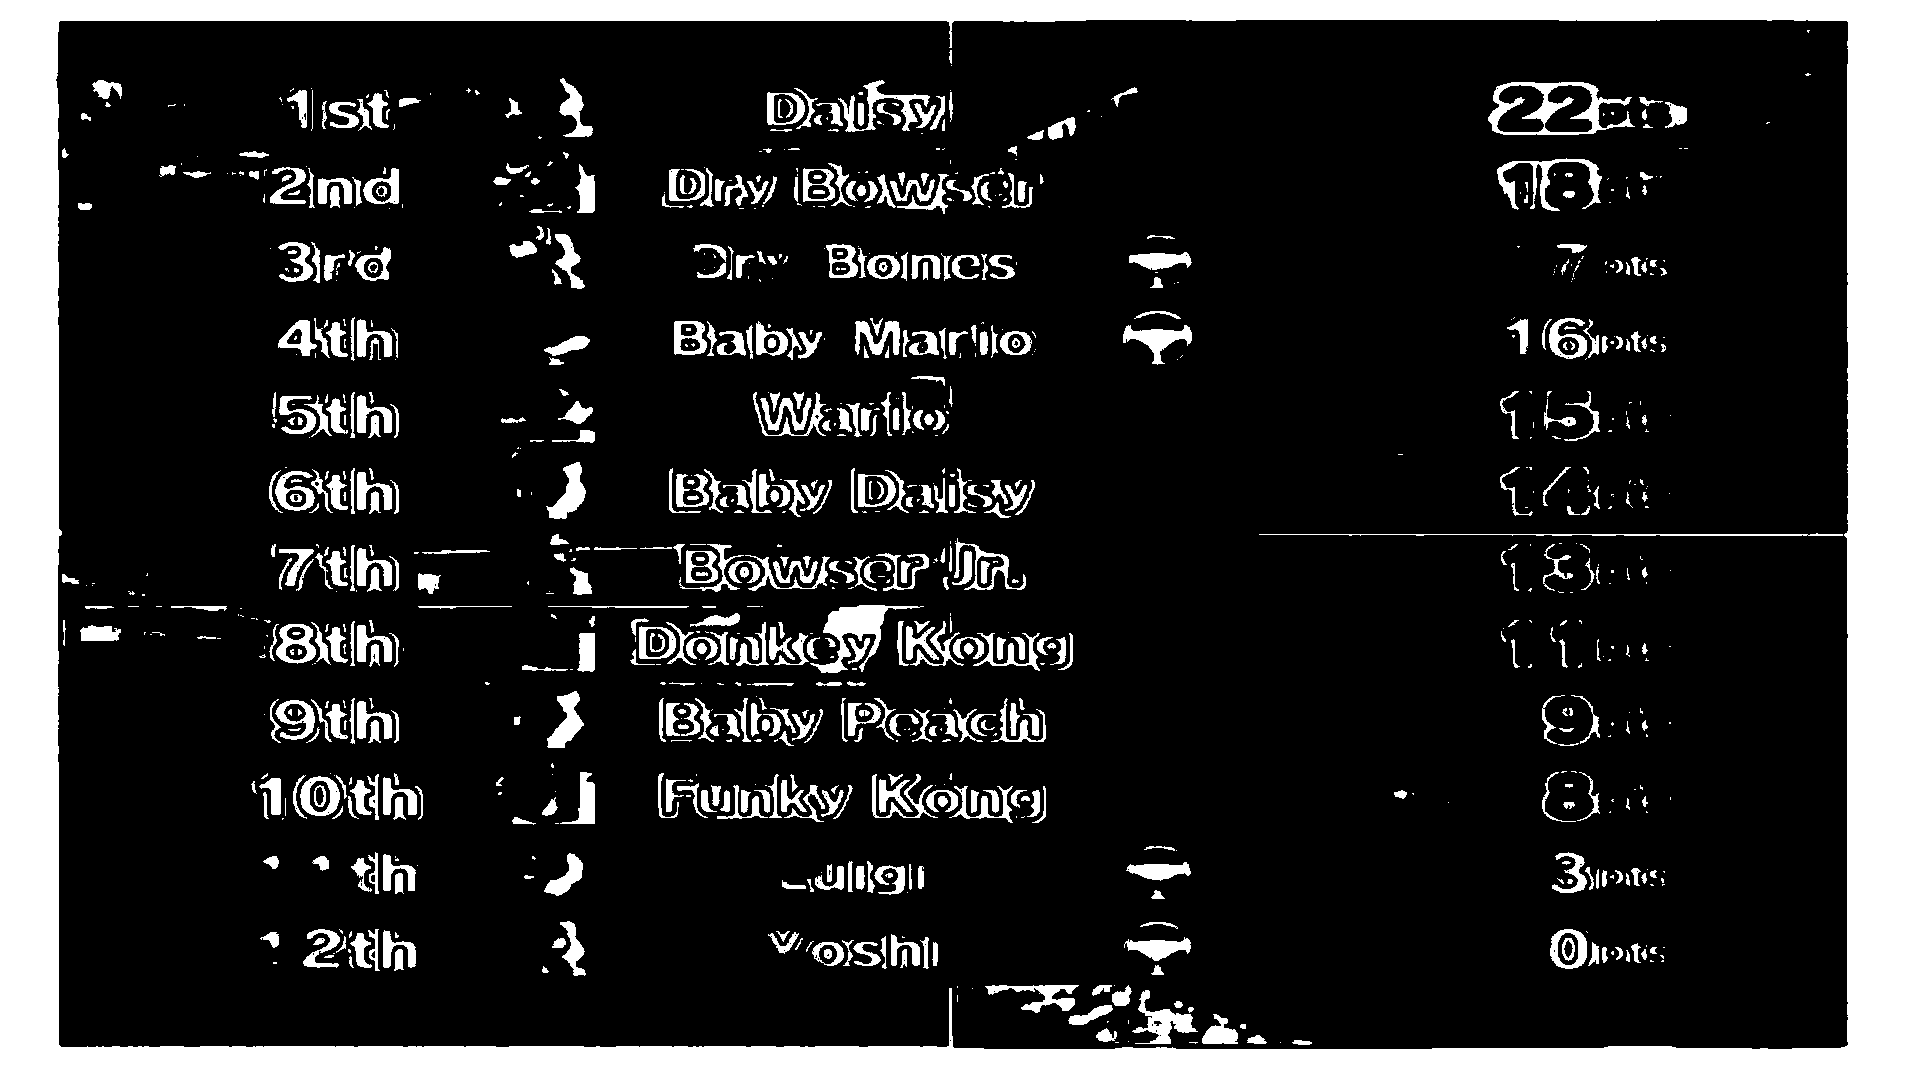 1st Daisy 22pts
2nd Dry Bowser 18pts
3rd Dry Bones 17pts
4th Baby Mario 16pts
5th Wario 15pts
6th Baby Daisy 14pts
7th Bowser Jr. 13pts
8th Donkey Kong 11pts
9th Baby Peach 9pts
10th Funky Kong 8pts
11th Luigi 3pts
12th Yoshi 0pts